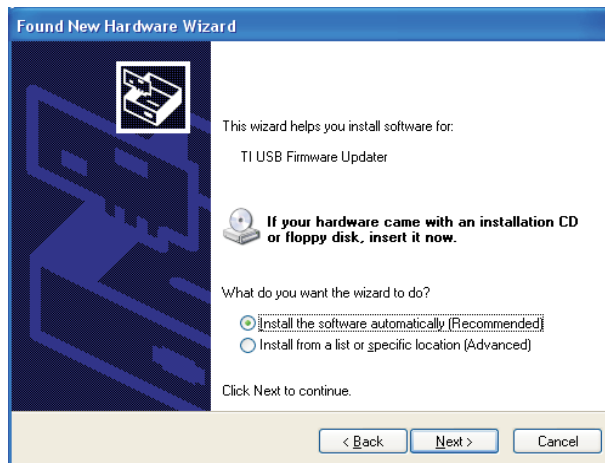 Found New Hardware Wizard
This wizard helps you install software for:
TI USB Firmware Updater
If your hardware came with an installation CD
or floppy disk, insert it now.
What do you want the wizard to do?
Install the software automatically (Recommended)
Install from a list or specific location (Advanced)
Click Next to continue.
< Back Next > Cancel